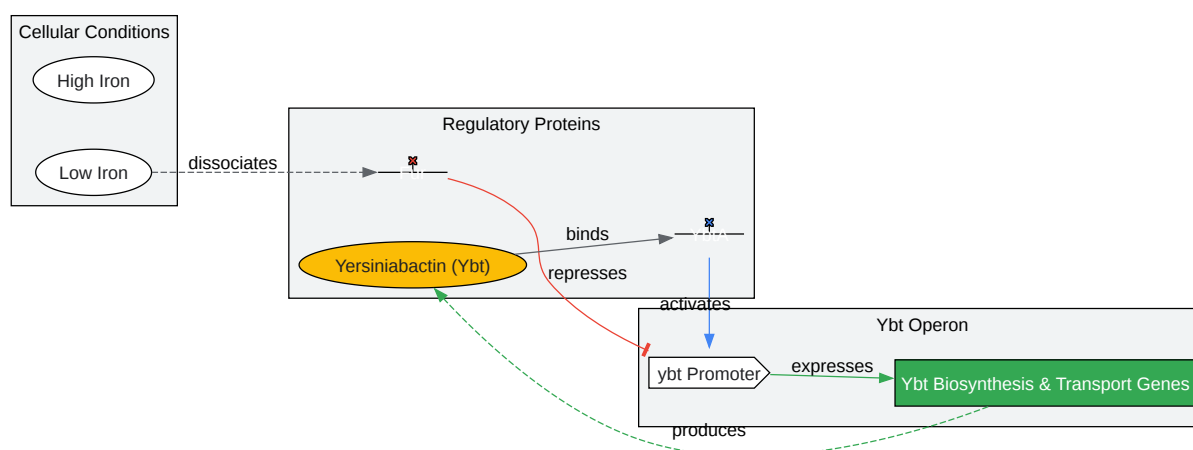 Cellular Conditions
High Iron
Low Iron
dissociates
Regulatory Proteins
binds
Yersiniabactin (Ybt)
represses
activates
Ybt Operon
ybt Promoter
expresses
Ybt Biosynthesis & Transport Genes
produces